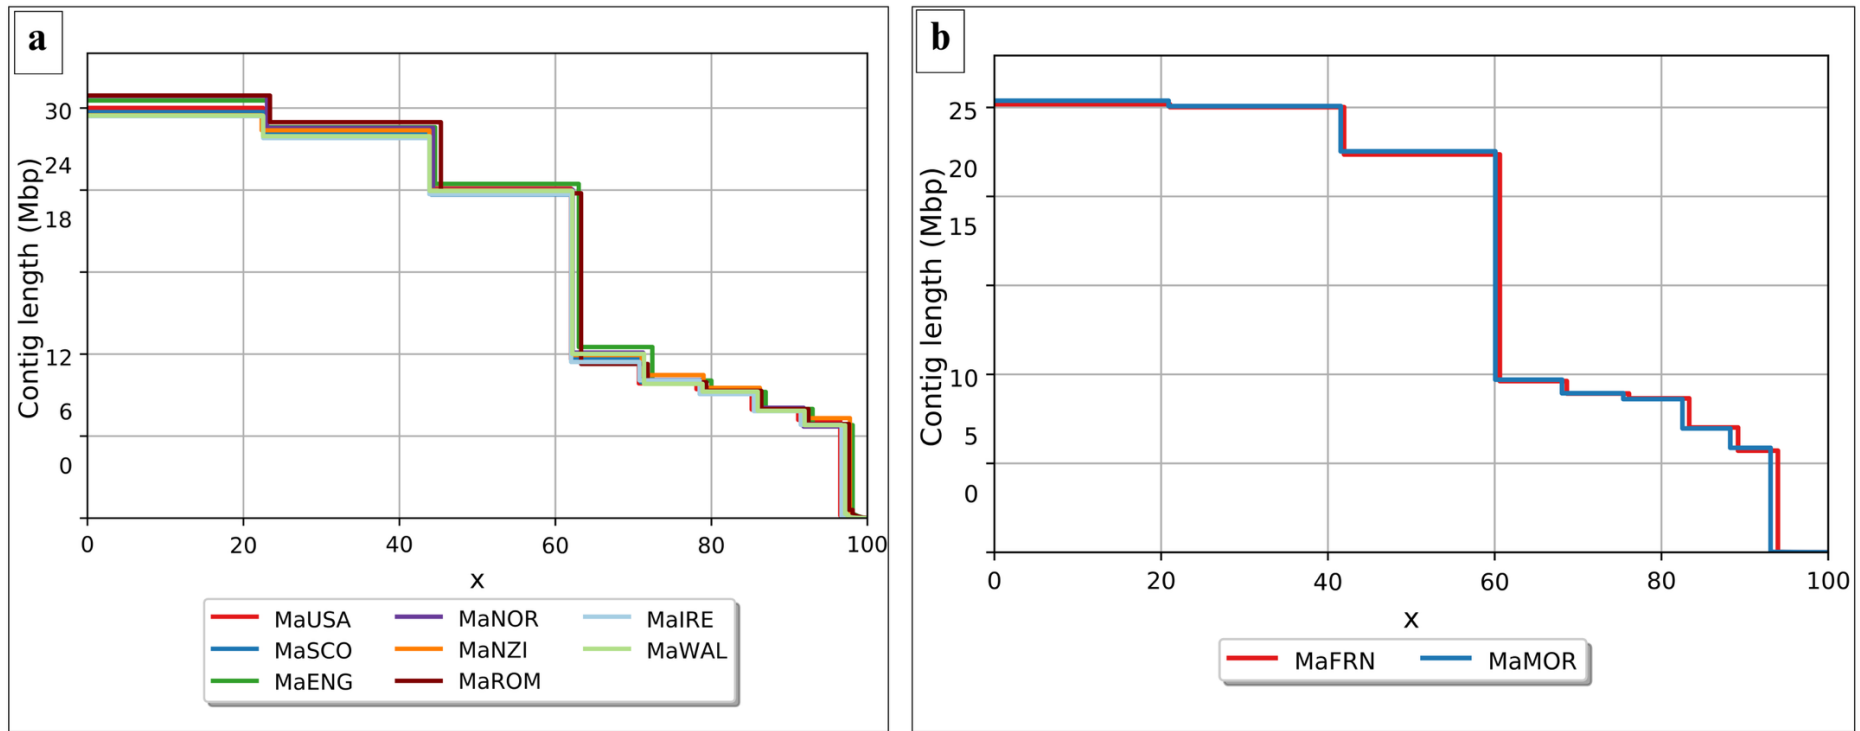 a
Contig length (Mbp)
30
24
18
12
6
0
0 20 40 60 80 100
x
MaUSA MaNOR MaIRE
MaSCO MaNZI MaWAL
MaENG MaROM
b
Contig length (Mbp)
25
20
15
10
5
0
0 20 40 60 80 100
x
MaFRN MaMOR